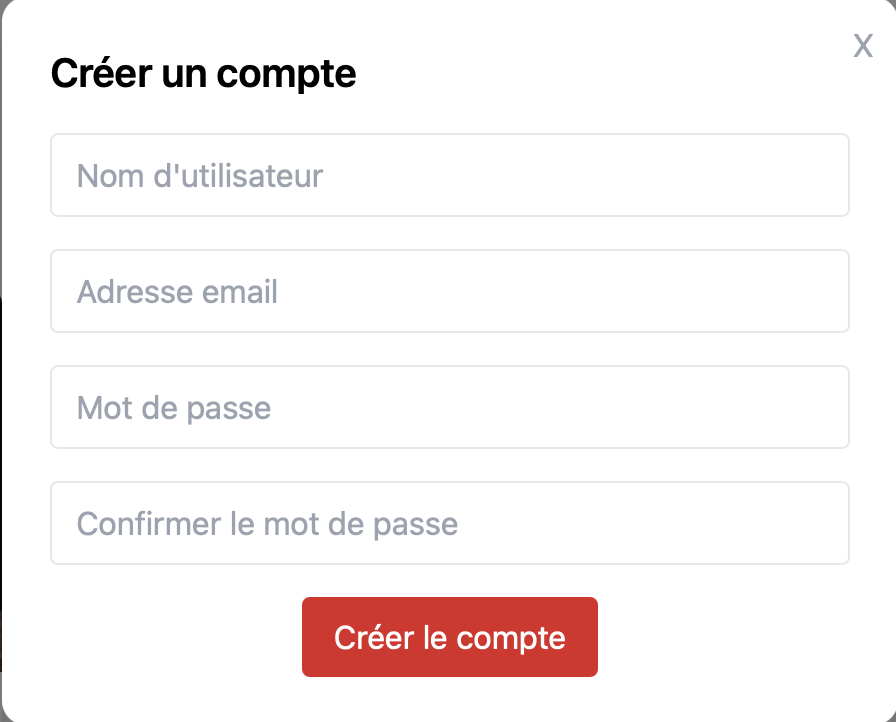 X
Créer un compte
Nom d'utilisateur
Adresse email
Mot de passe
Confirmer le mot de passe
Créer le compte